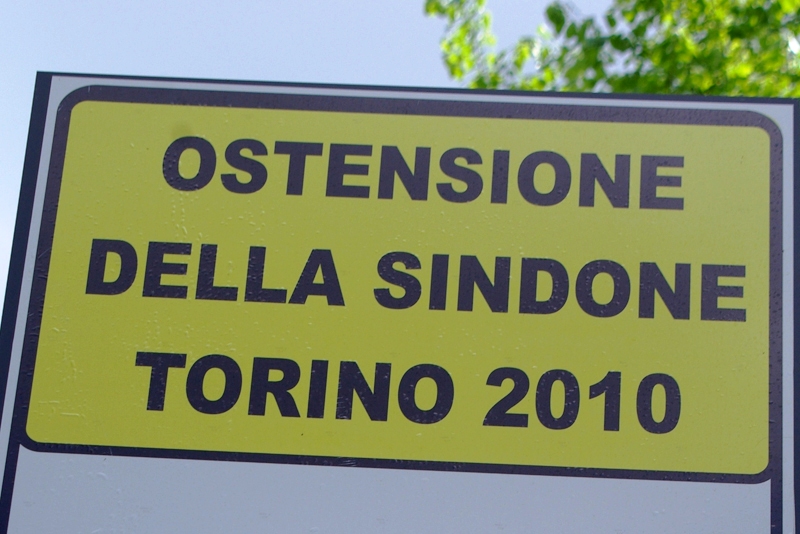 OSTENSIONE
DELLA SINDONE
TORINO 2010